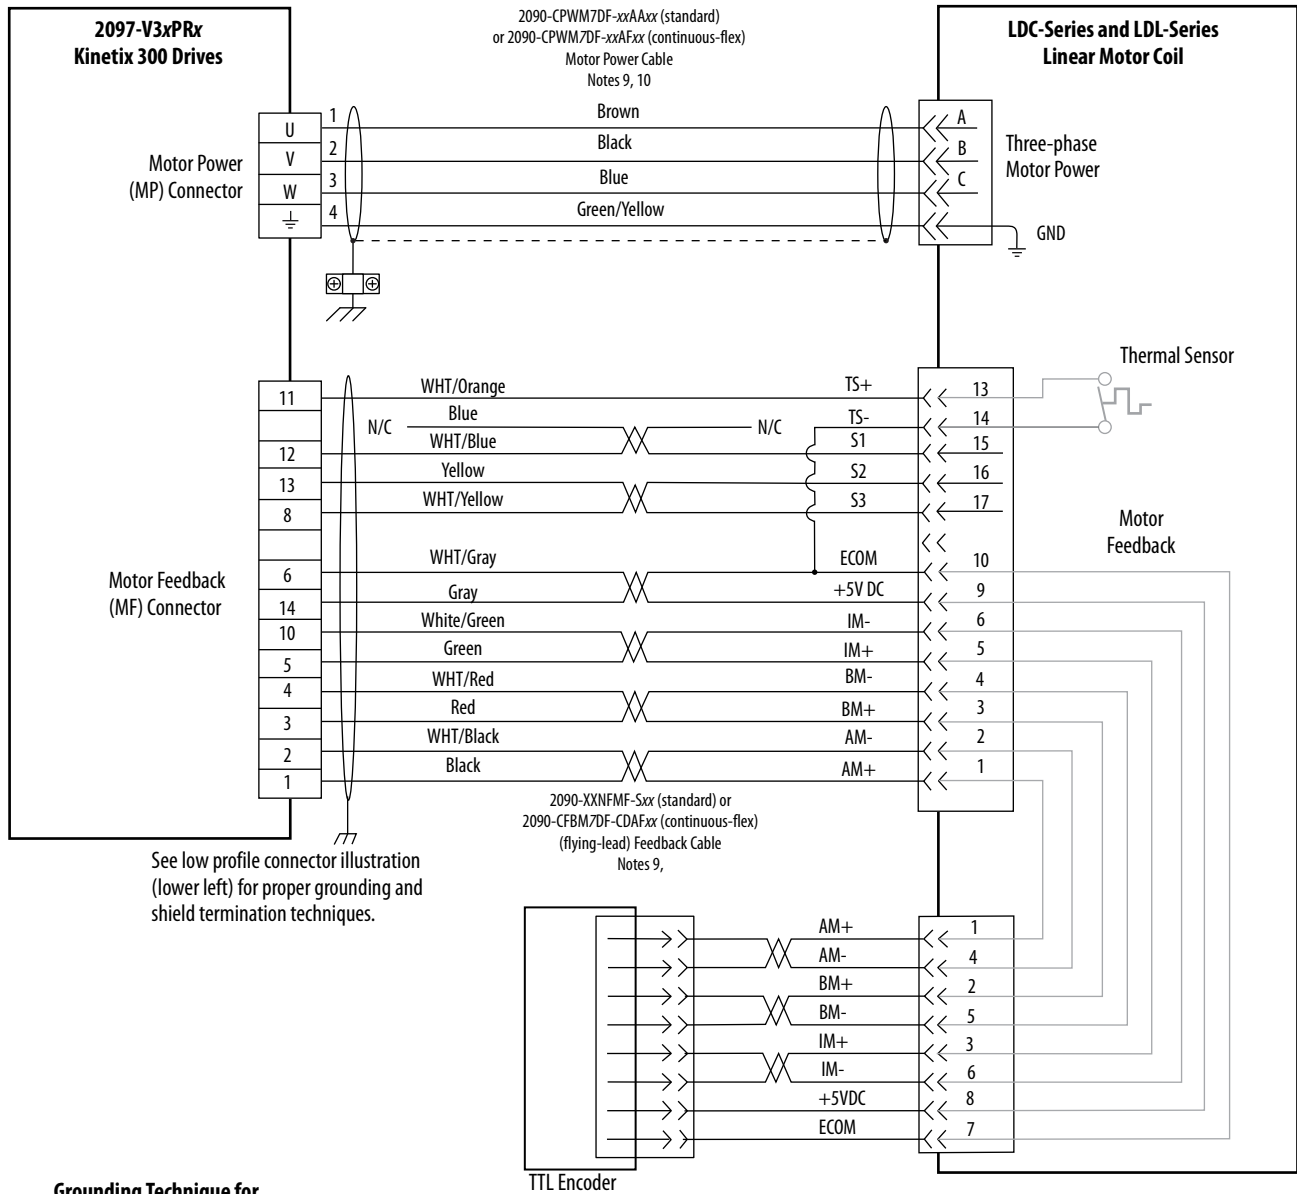 2097-V3xPRx
Kinetix 300 Drives
2090-CPWM7DF-xxAAxx (standard)
or 2090-CPWM7DF-xxAFxx (continuous-flex)
Motor Power Cable
Notes 9, 10
LDC-Series and LDL-Series
Linear Motor Coil
Motor Power
(MP) Connector
U
V
W
1
2
3
4
Brown
Black
Blue
Green/Yellow
A
B
C
Three-phase
Motor Power
GND
Thermal Sensor
11
WHT/Orange
TS+
13
N/C
Blue
N/C
TS-
14
12
WHT/Blue
S1
15
13
Yellow
S2
16
8
WHT/Yellow
S3
17
Motor
Feedback
Motor Feedback
(MF) Connector
6
WHT/Gray
ECOM
10
14
Gray
+5V DC
9
10
White/Green
IM-
6
5
Green
IM+
5
4
WHT/Red
BM-
4
3
Red
BM+
3
2
WHT/Black
AM-
2
1
Black
AM+
1
2090-XXNFMF-Sxx (standard) or
2090-CFBM7DF-CDAFxx (continuous-flex)
(flying-lead) Feedback Cable
Notes 9,
See low profile connector illustration
(lower left) for proper grounding and
shield termination techniques.
AM+
1
AM-
4
BM+
2
BM-
5
IM+
3
IM-
6
+5VDC
8
ECOM
7
TTL Encoder
Grounding Technique for